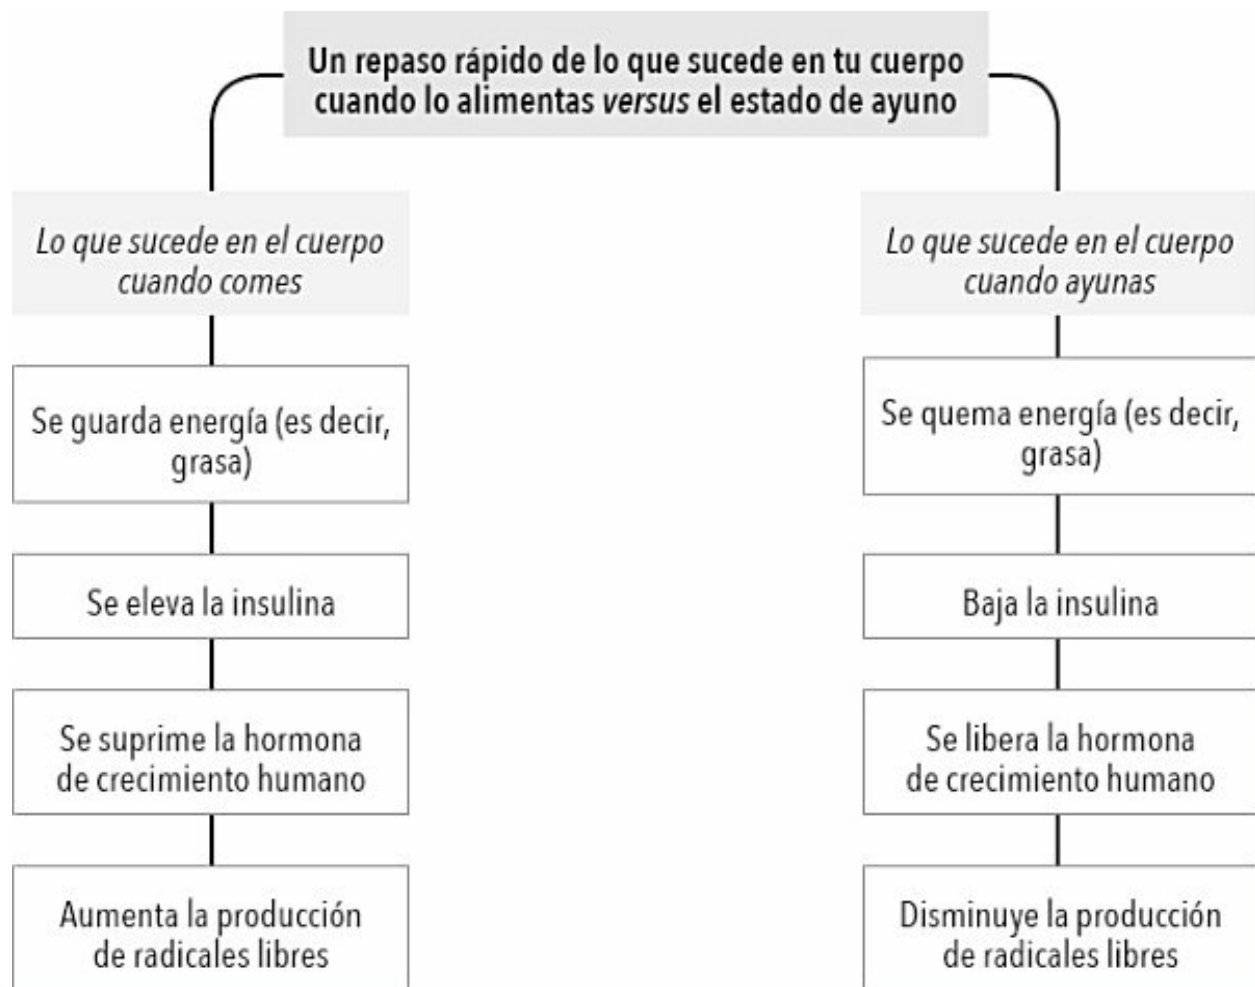 Un repaso rápido de lo que sucede en tu cuerpo
cuando lo alimentas versus el estado de ayuno
Lo que sucede en el cuerpo
cuando comes
Se guarda energía (es decir,
grasa)
Se eleva la insulina
Se suprime la hormona
de crecimiento humano
Aumenta la producción
de radicales libres
Lo que sucede en el cuerpo
cuando ayunas
Se quema energía (es decir,
grasa)
Baja la insulina
Se libera la hormona
de crecimiento humano
Disminuye la producción
de radicales libres